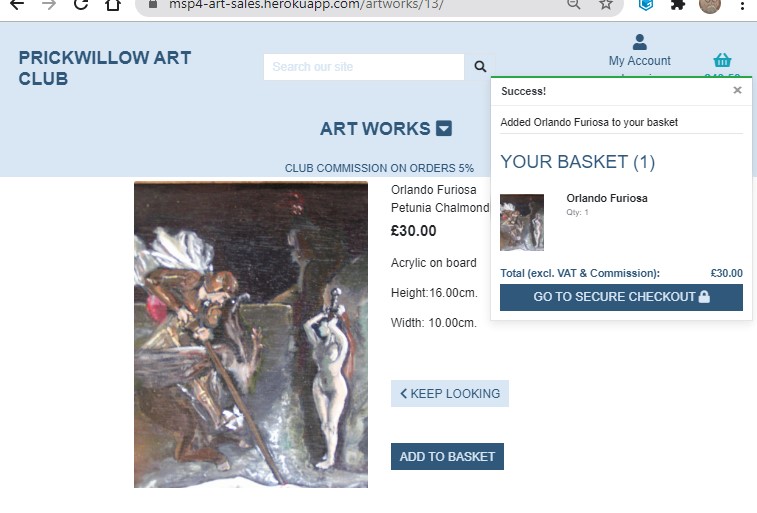 msp4-art-sales.herokuapp.com/artworks/13/
PRICKWILLOW ART
CLUB
Search our site
My Account
ART WORKS
CLUB COMMISSION ON ORDERS 5%
Success!
Added Orlando Furiosa to your basket
YOUR BASKET (1)
Orlando Furiosa
Qty: 1
Total (excl. VAT & Commission): £30.00
GO TO SECURE CHECKOUT
Orlando Furiosa
Petunia Chalmond
£30.00
Acrylic on board
Height:16.00cm.
Width: 10.00cm.
KEEP LOOKING
ADD TO BASKET